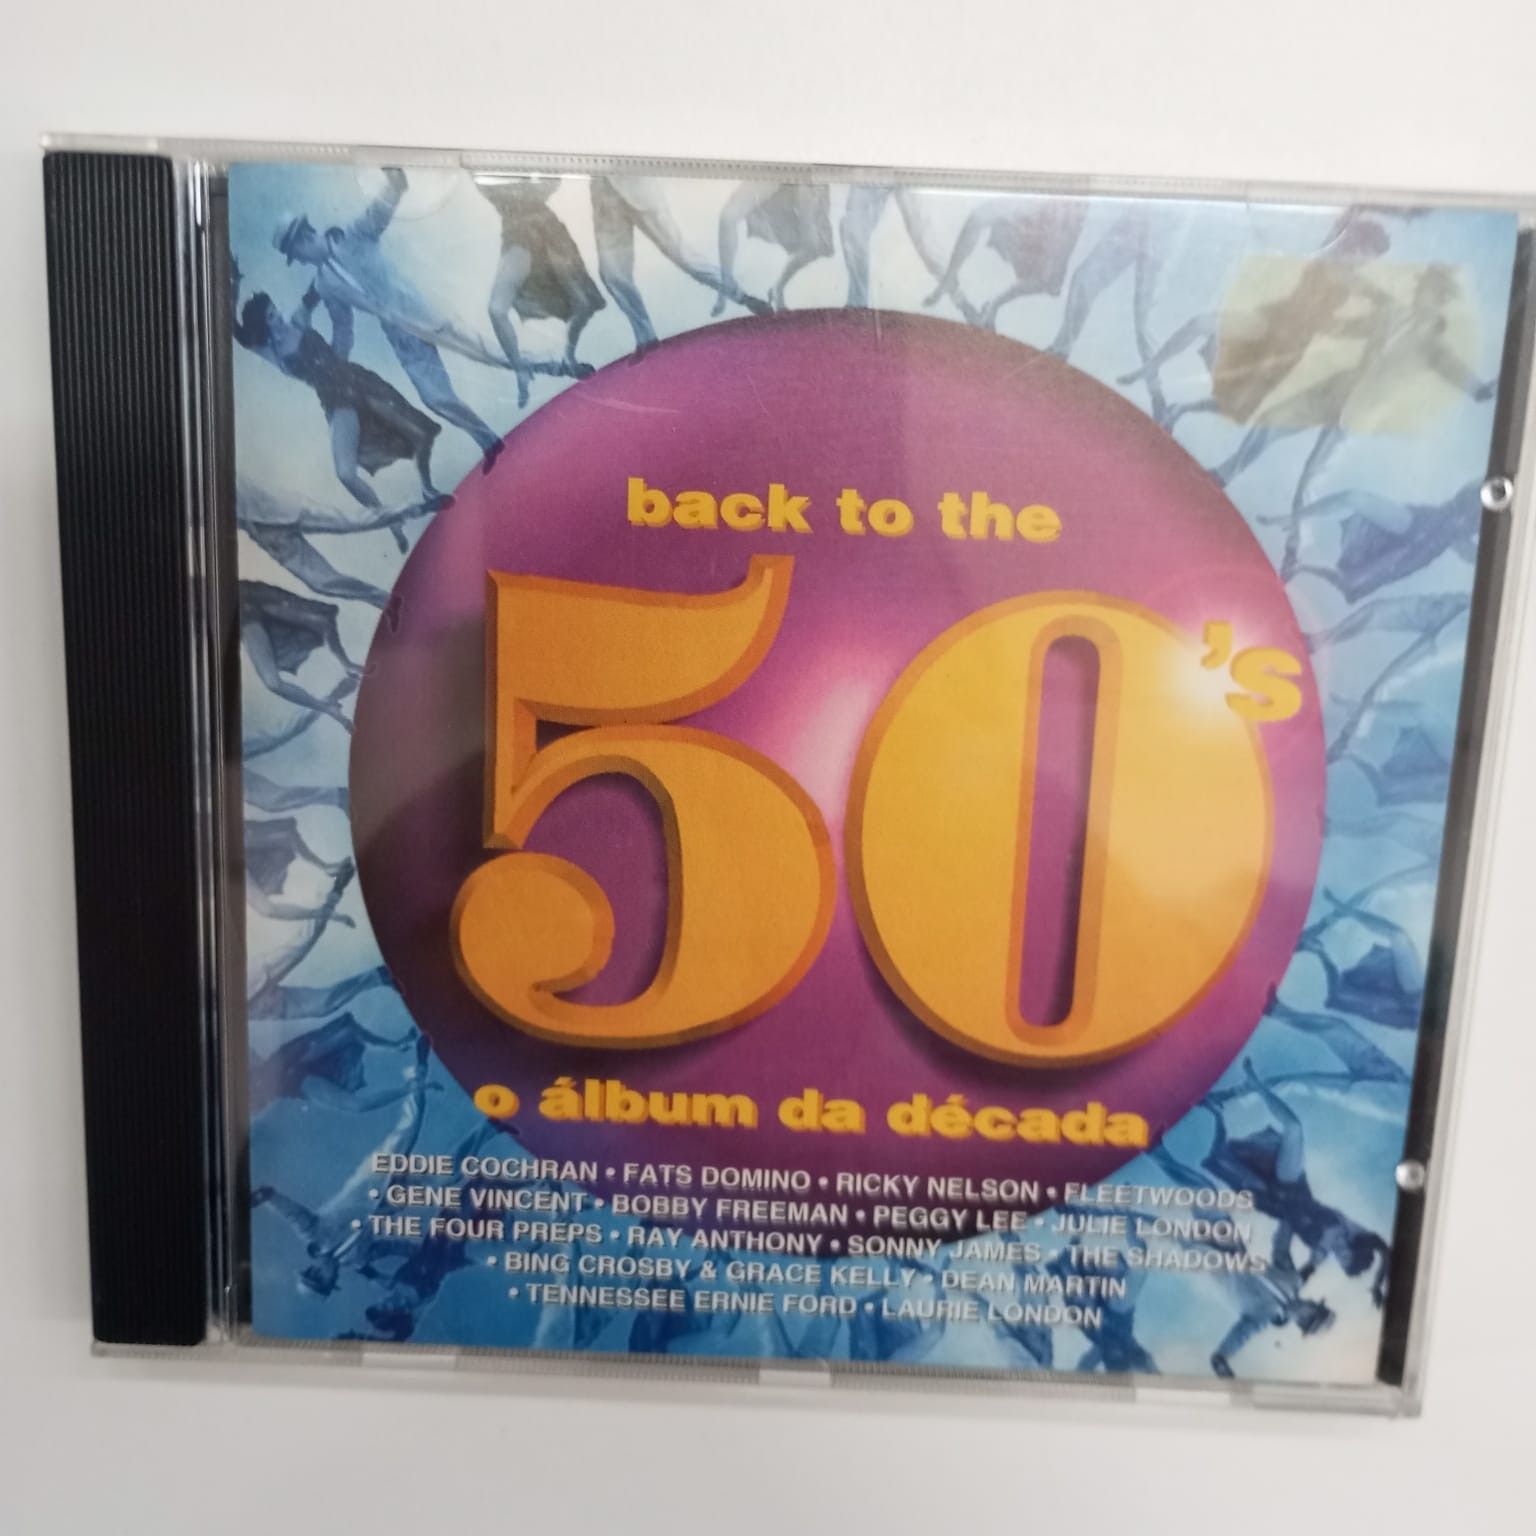 back to the
50's
o álbum da década
EDDIE COCHRAN • FATS DOMINO • RICKY NELSON • FLEETWOODS
• GENE VINCENT • BOBBY FREEMAN • PEGGY LEE • JULIE LONDON
• THE FOUR PREPS • RAY ANTHONY • SONNY JAMES • THE SHADOWS
• BING CROSBY & GRACE KELLY • DEAN MARTIN
• TENNESSEE ERNIE FORD • LAURIE LONDON